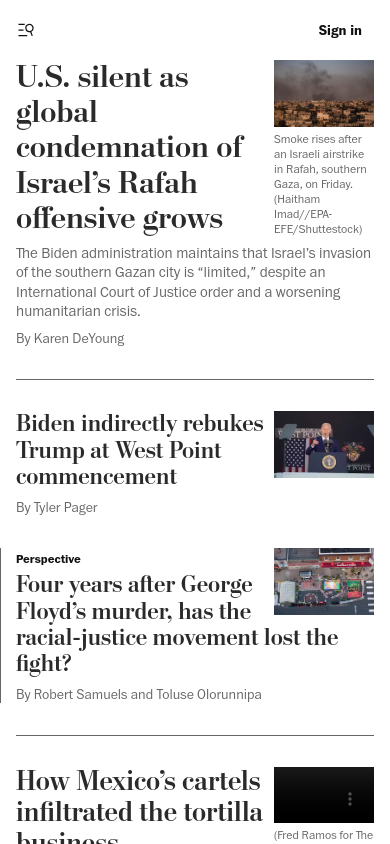 Sign in
U.S. silent as
global
condemnation of
Israel’s Rafah
offensive grows
Smoke rises after
an Israeli airstrike
in Rafah, southern
Gaza, on Friday.
(Haitham
Imad//EPA-
EFE/Shuttestock)
The Biden administration maintains that Israel’s invasion
of the southern Gazan city is “limited,” despite an
International Court of Justice order and a worsening
humanitarian crisis.
By Karen DeYoung
Biden indirectly rebukes
Trump at West Point
commencement
By Tyler Pager
Perspective
Four years after George
Floyd’s murder, has the
racial-justice movement lost the
fight?
By Robert Samuels and Toluse Olorunnipa
How Mexico’s cartels
infiltrated the tortilla
business
(Fred Ramos for The